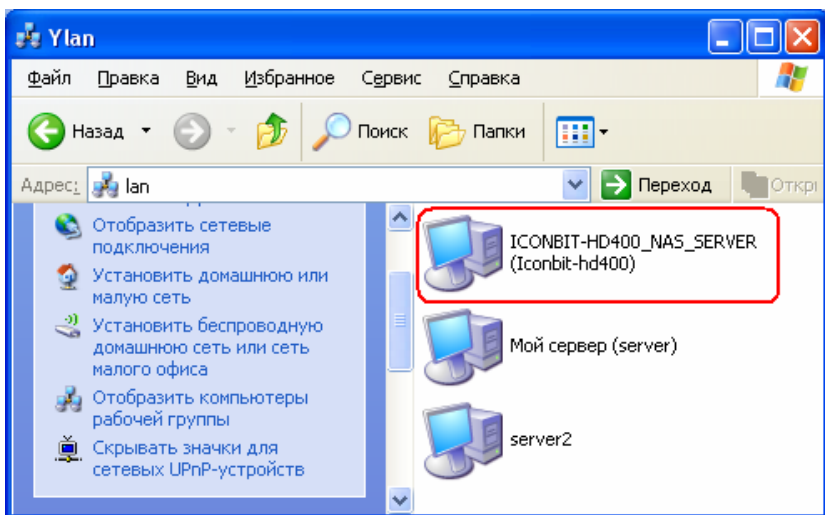 Ylan
Файл Правка Вид Избранное Сервис Справка
Назад Поиск Папки
Адрес: lan Переход Откры
Отобразить сетевые
подключения
Установить домашнюю или
малую сеть
Установить беспроводную
домашнюю сеть или сеть
малого офиса
Отобразить компьютеры
рабочей группы
Скрывать значки для
сетевых UPnP-устройств
ICONBIT-HD400_NAS_SERVER
(Iconbit-hd400)
Мой сервер (server)
server2